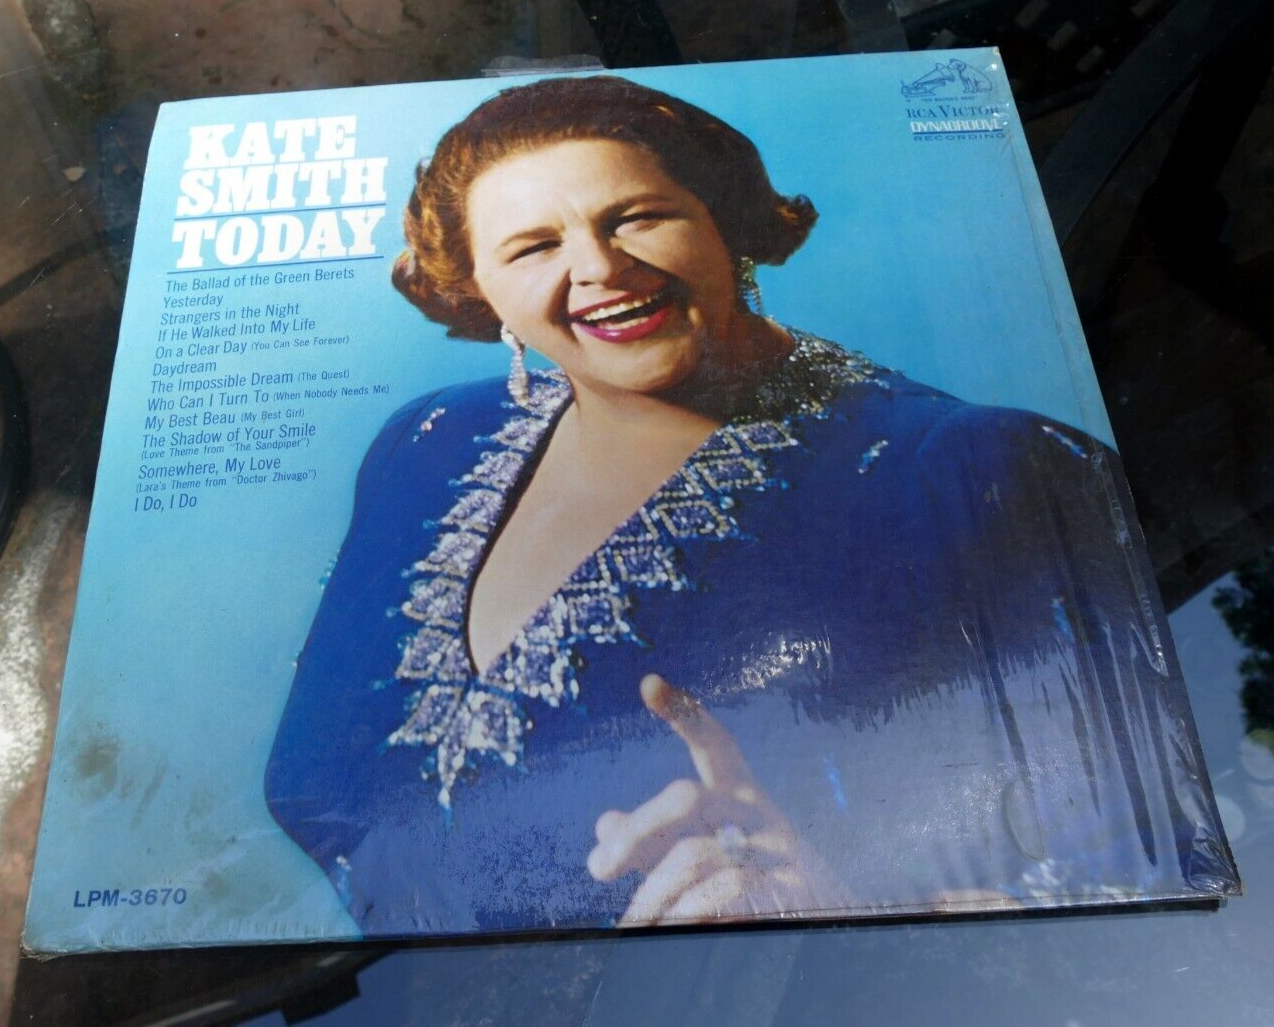 KATE
SMITH
TODAY
The Ballad of the Green Berets
Yesterday
Strangers in the Night
If He Walked Into My Life
On a Clear Day (You Can See Forever)
Daydream
The Impossible Dream (The Quest)
Who Can I Turn To (When Nobody Needs Me)
My Best Beau (My Best Girl)
The Shadow of Your Smile
(Love Theme from "The Sandpiper")
Somewhere, My Love
(Lara's Theme from "Doctor Zhivago")
I Do, I Do
"HIS MASTER'S VOICE"
RCA VICTOR
DYNAGROOVE
RECORDING
LPM-3670